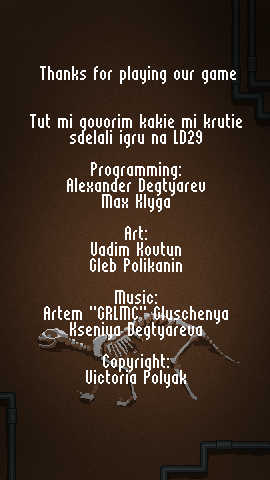 Thanks for playing our game
Tut mi govorim kakie mi krutie
sdelali igru na LD29
Programming:
Alexander Degtyarev
Max Klyga
Art:
Vadim Kovtun
Gleb Polikanin
Music:
Artem "GRLMC" Glyschenya
Kseniya Degtyareva
Copyright:
Victoria Polyak